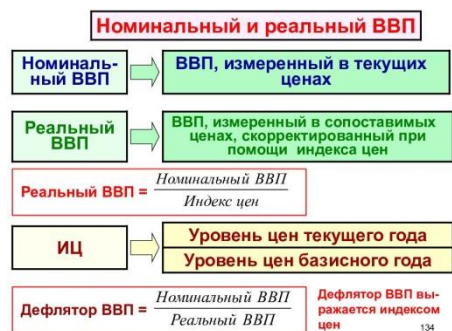 Номинальный и реальный ВВП
Номиналь-
ный ВВП
ВВП, измеренный в текущих
ценах
Реальный
ВВП
ВВП, измеренный в сопоставимых
ценах, скорректированный при
помощи индекса цен
Реальный ВВП = Номинальный ВВП
Индекс цен
ИЦ
Уровень цен текущего года
Уровень цен базисного года
Дефлятор ВВП = Номинальный ВВП
Реальный ВВП
Дефлятор ВВП вы-
ражается индексом
цен
134